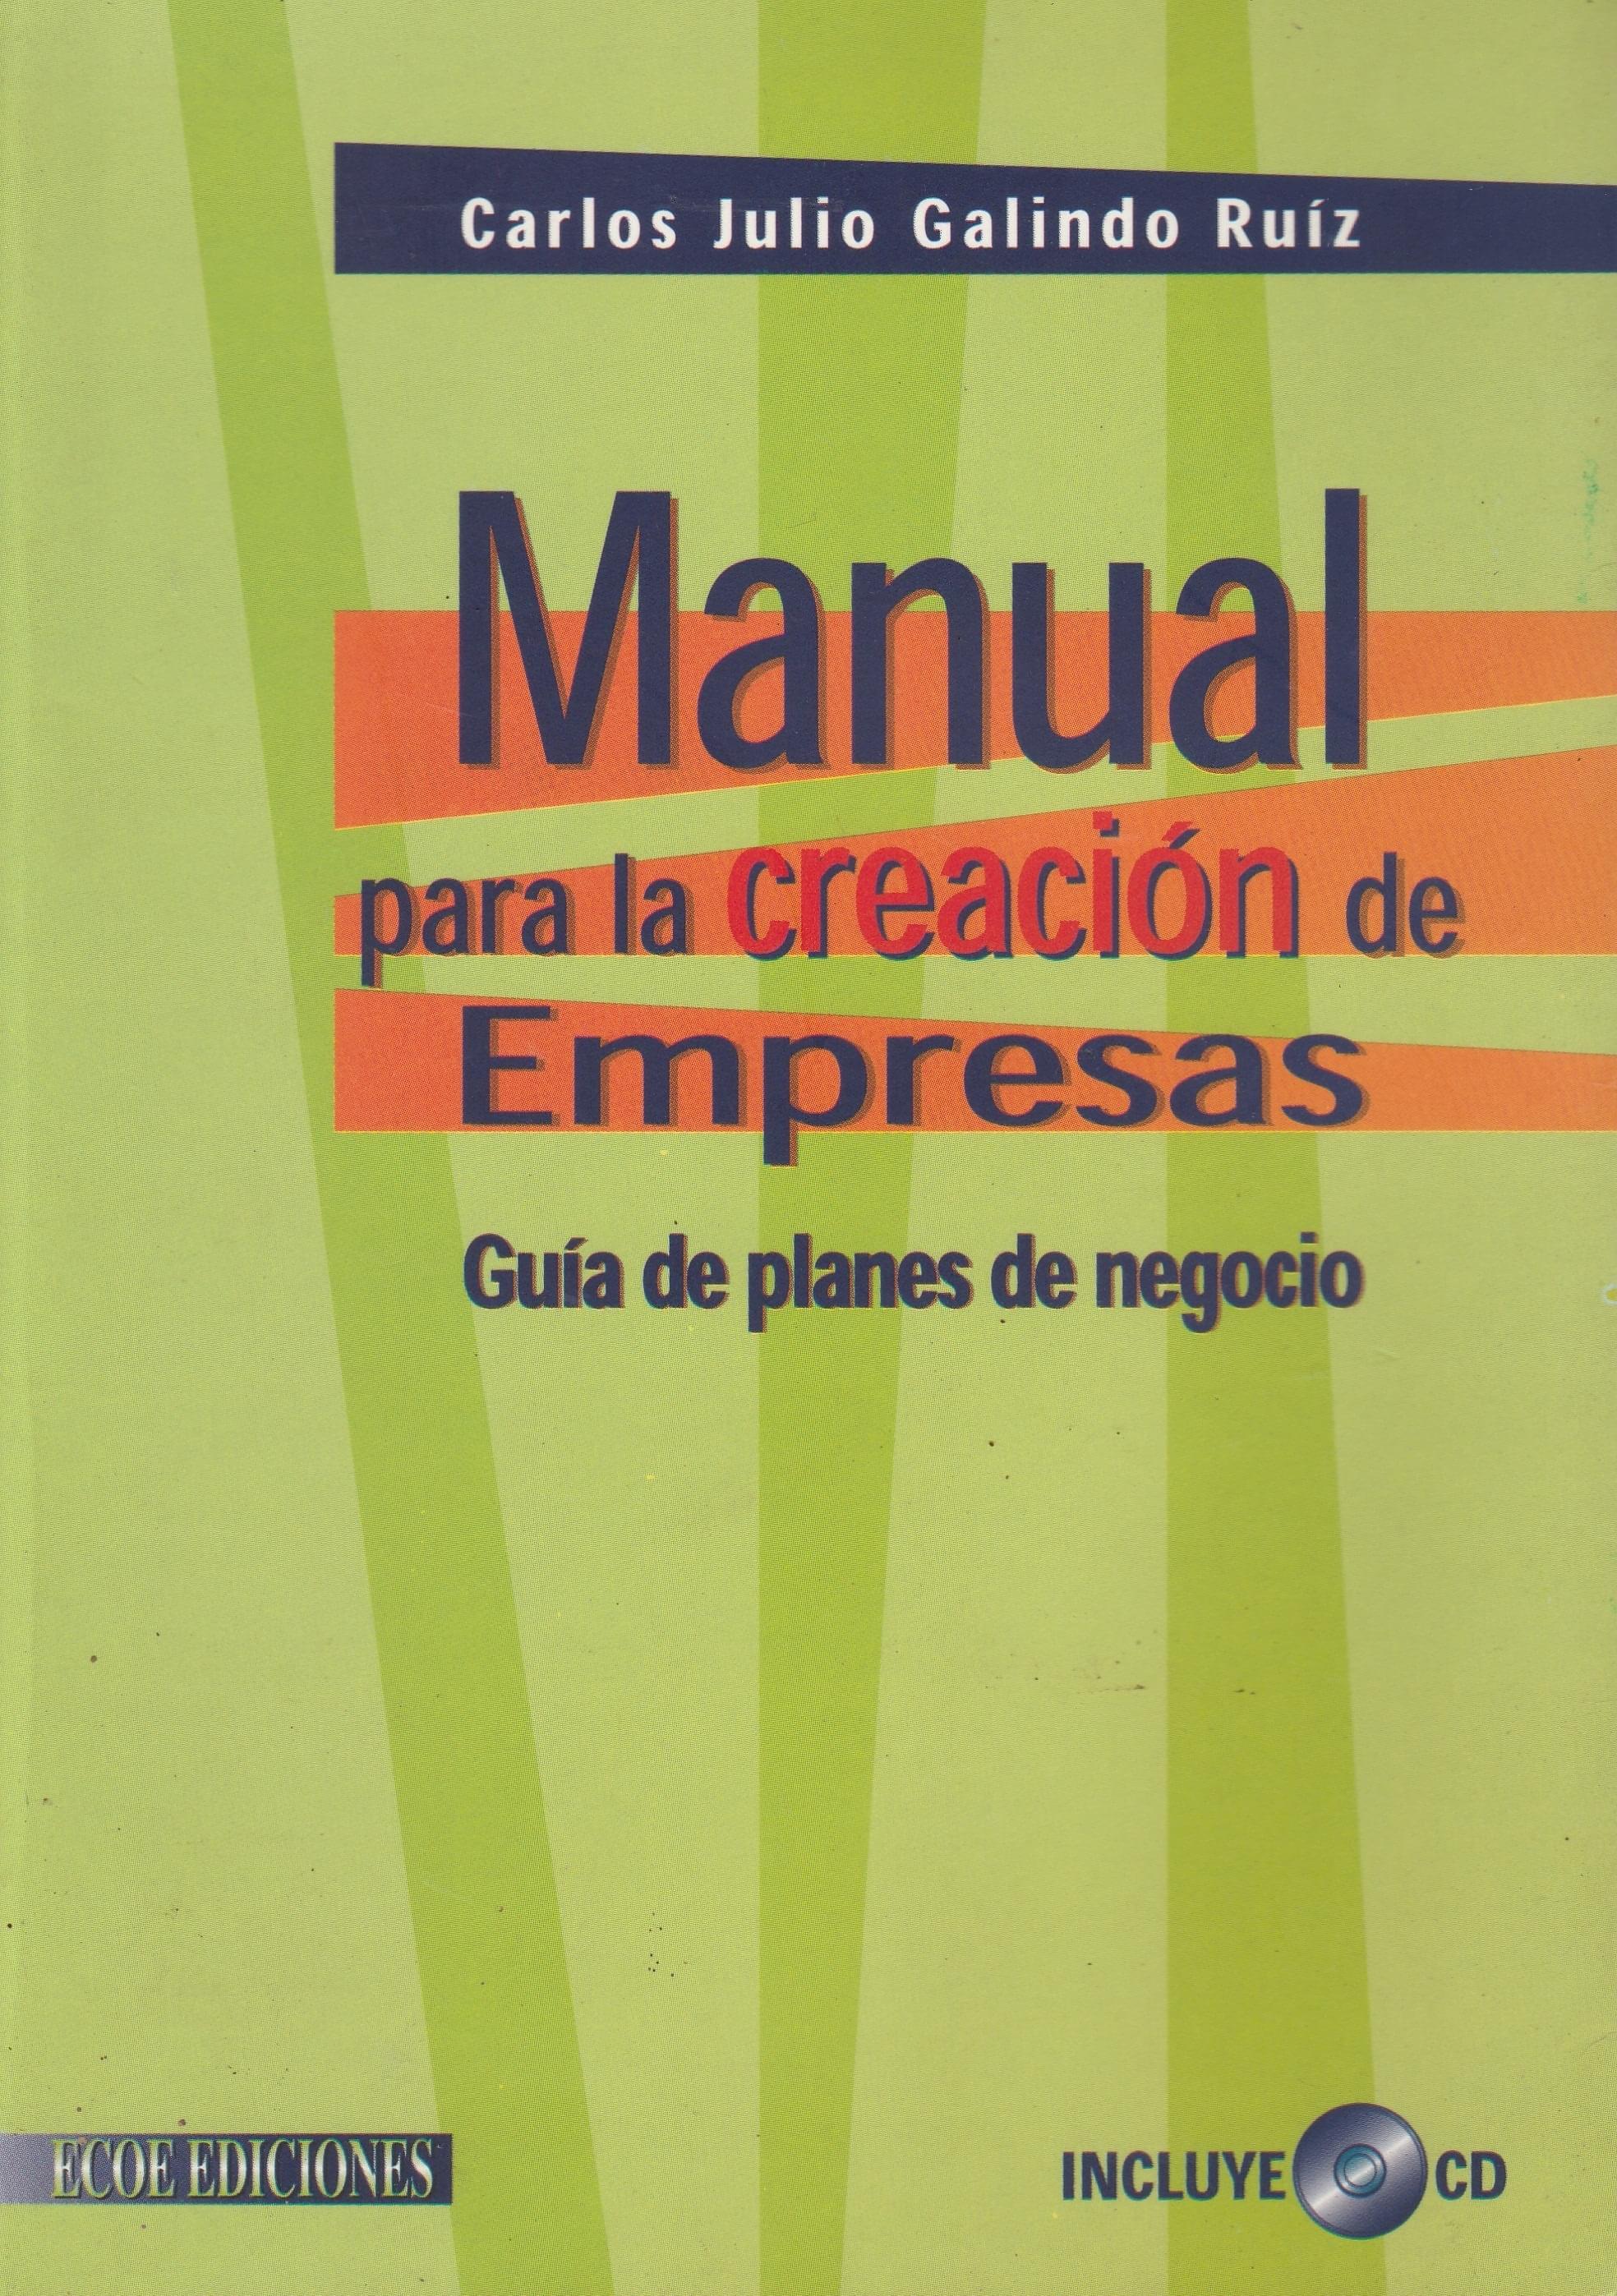 Carlos Julio Galindo Ruíz
Manual
para la creación de
Empresas
Guía de planes de negocio
ECOE EDICIONES
INCLUYE CD